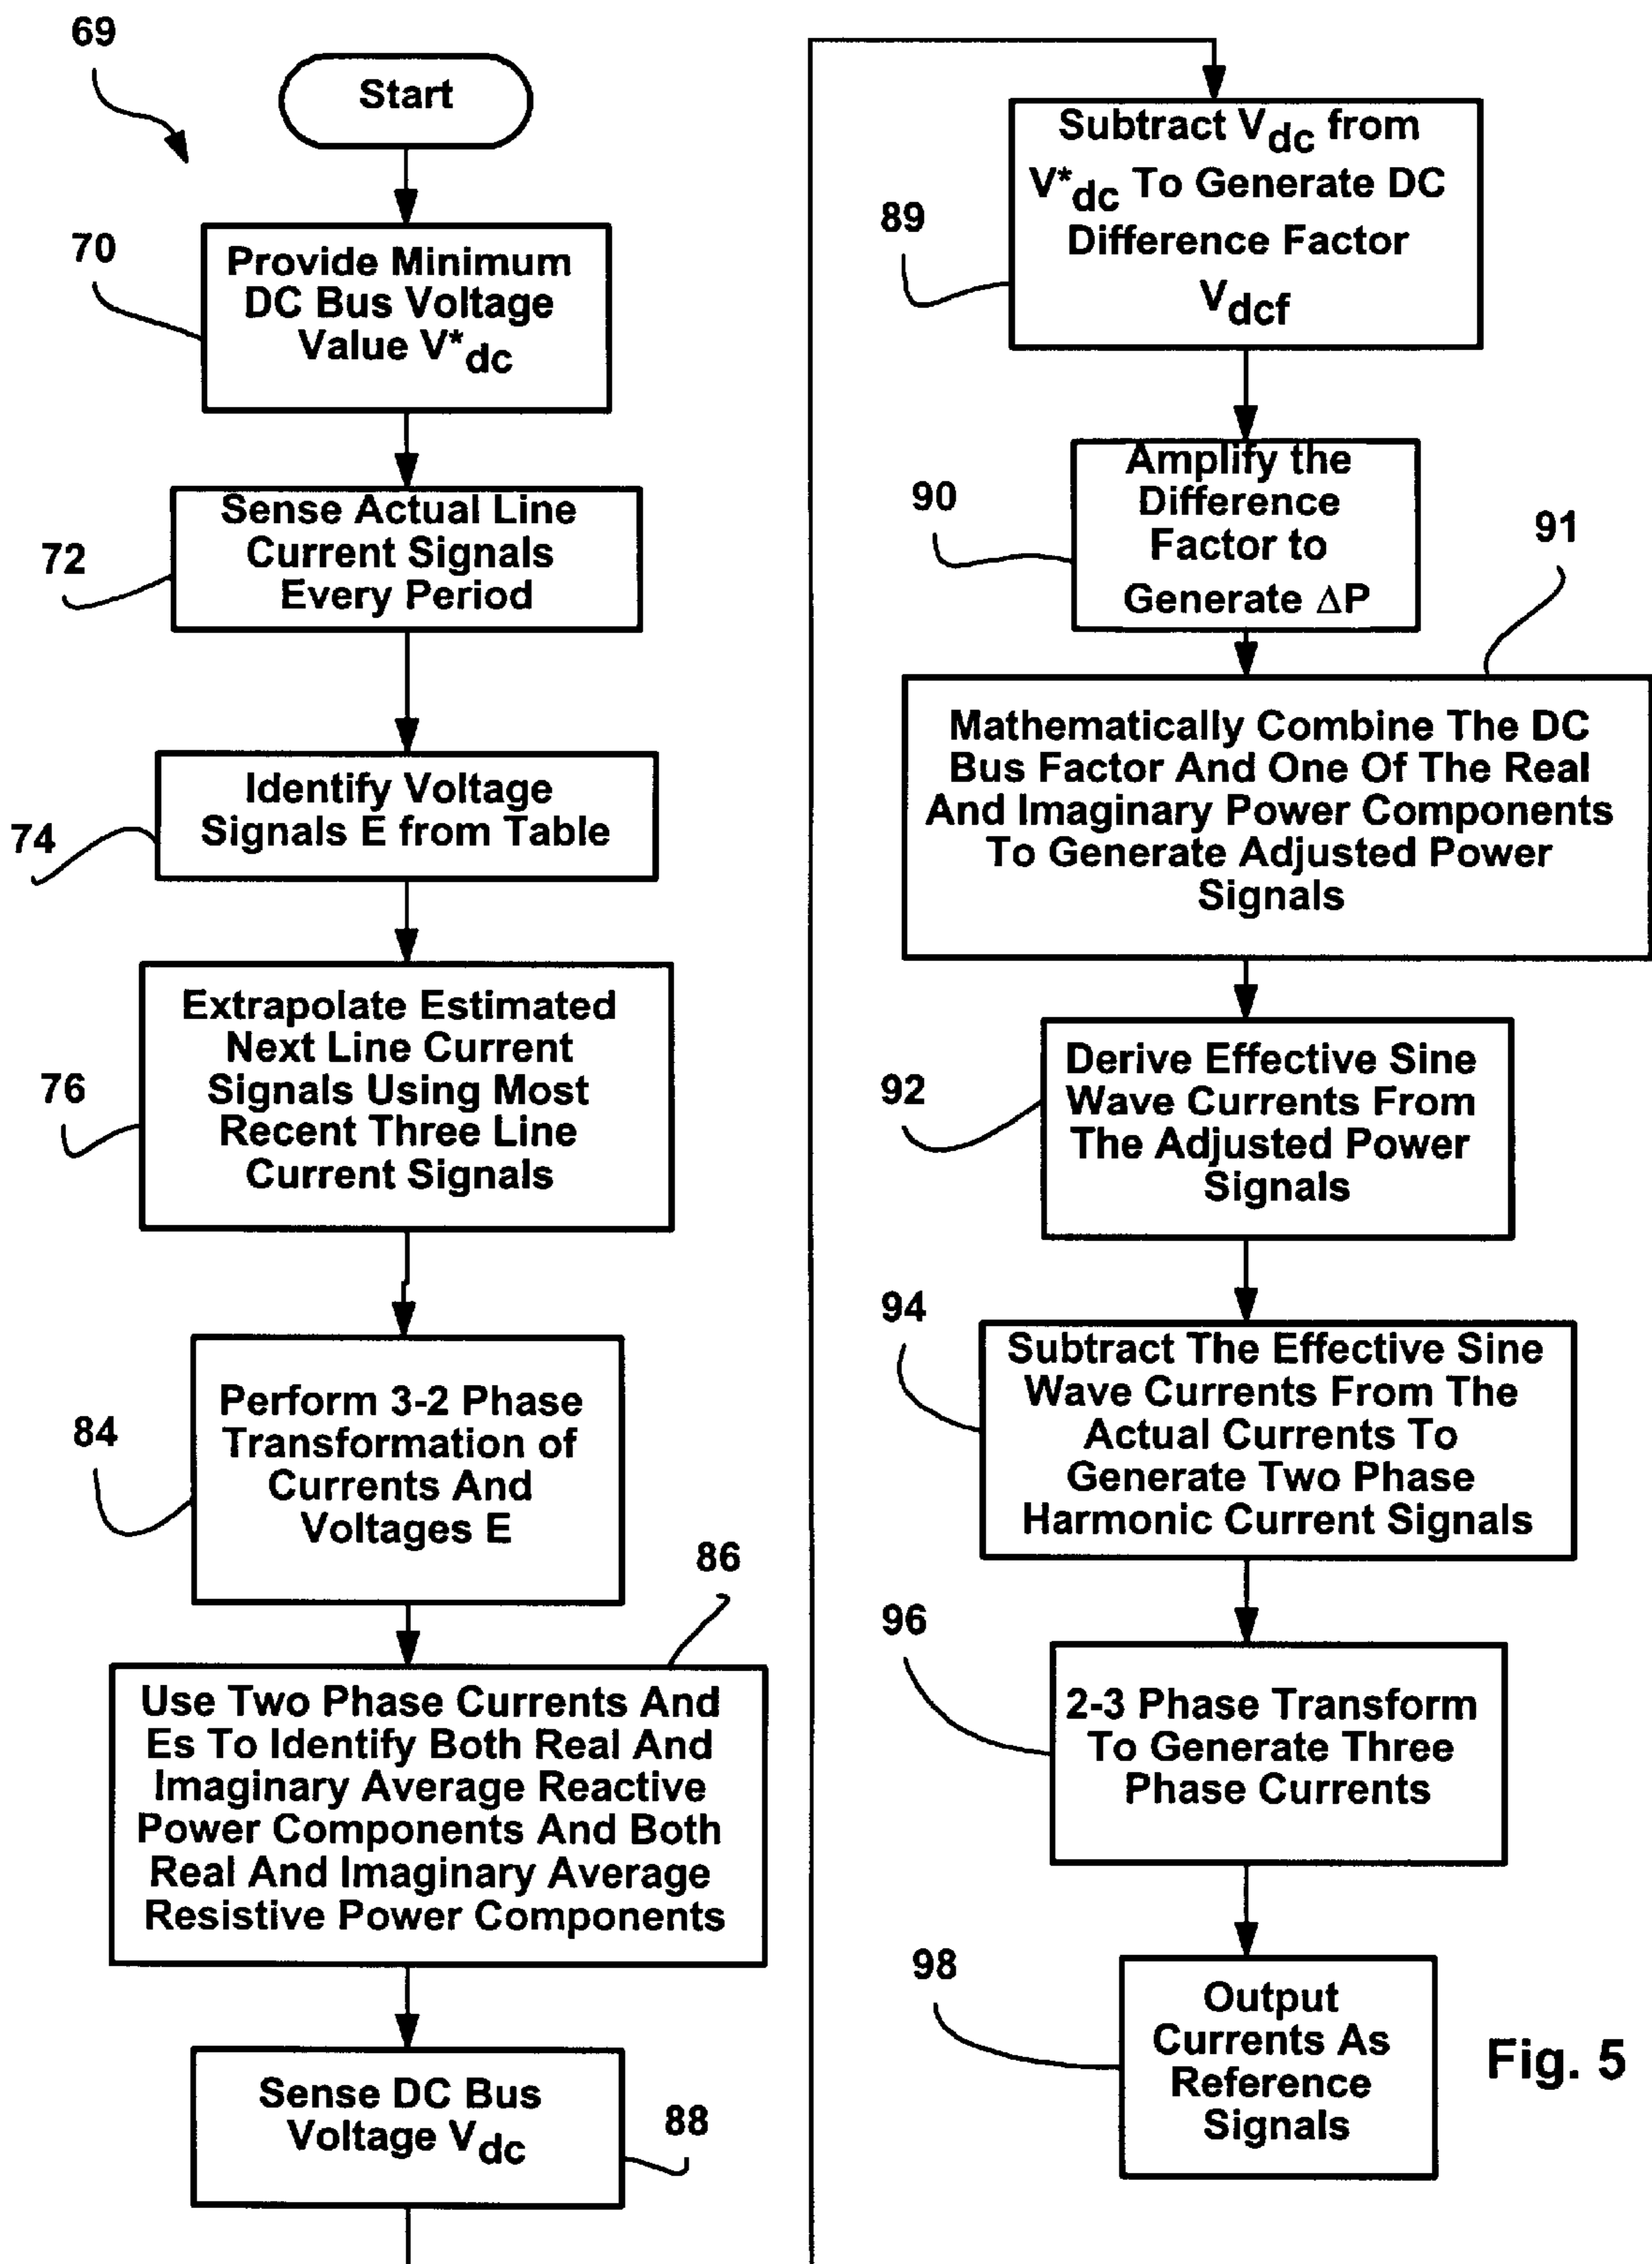 69
Start
70
Provide Minimum
DC Bus Voltage
Value V*dc
72
Sense Actual Line
Current Signals
Every Period
74
Identify Voltage
Signals E from Table
76
Extrapolate Estimated
Next Line Current
Signals Using Most
Recent Three Line
Current Signals
84
Perform 3-2 Phase
Transformation of
Currents And
Voltages E
86
Use Two Phase Currents And
Es To Identify Both Real And
Imaginary Average Reactive
Power Components And Both
Real And Imaginary Average
Resistive Power Components
Sense DC Bus
Voltage Vdc
88
89
Subtract Vdc from
V*dc To Generate DC
Difference Factor
Vdcf
90
Amplify the
Difference
Factor to
Generate ΔP
91
Mathematically Combine The DC
Bus Factor And One Of The Real
And Imaginary Power Components
To Generate Adjusted Power
Signals
92
Derive Effective Sine
Wave Currents From
The Adjusted Power
Signals
94
Subtract The Effective Sine
Wave Currents From The
Actual Currents To
Generate Two Phase
Harmonic Current Signals
96
2-3 Phase Transform
To Generate Three
Phase Currents
98
Output
Currents As
Reference
Signals
Fig. 5